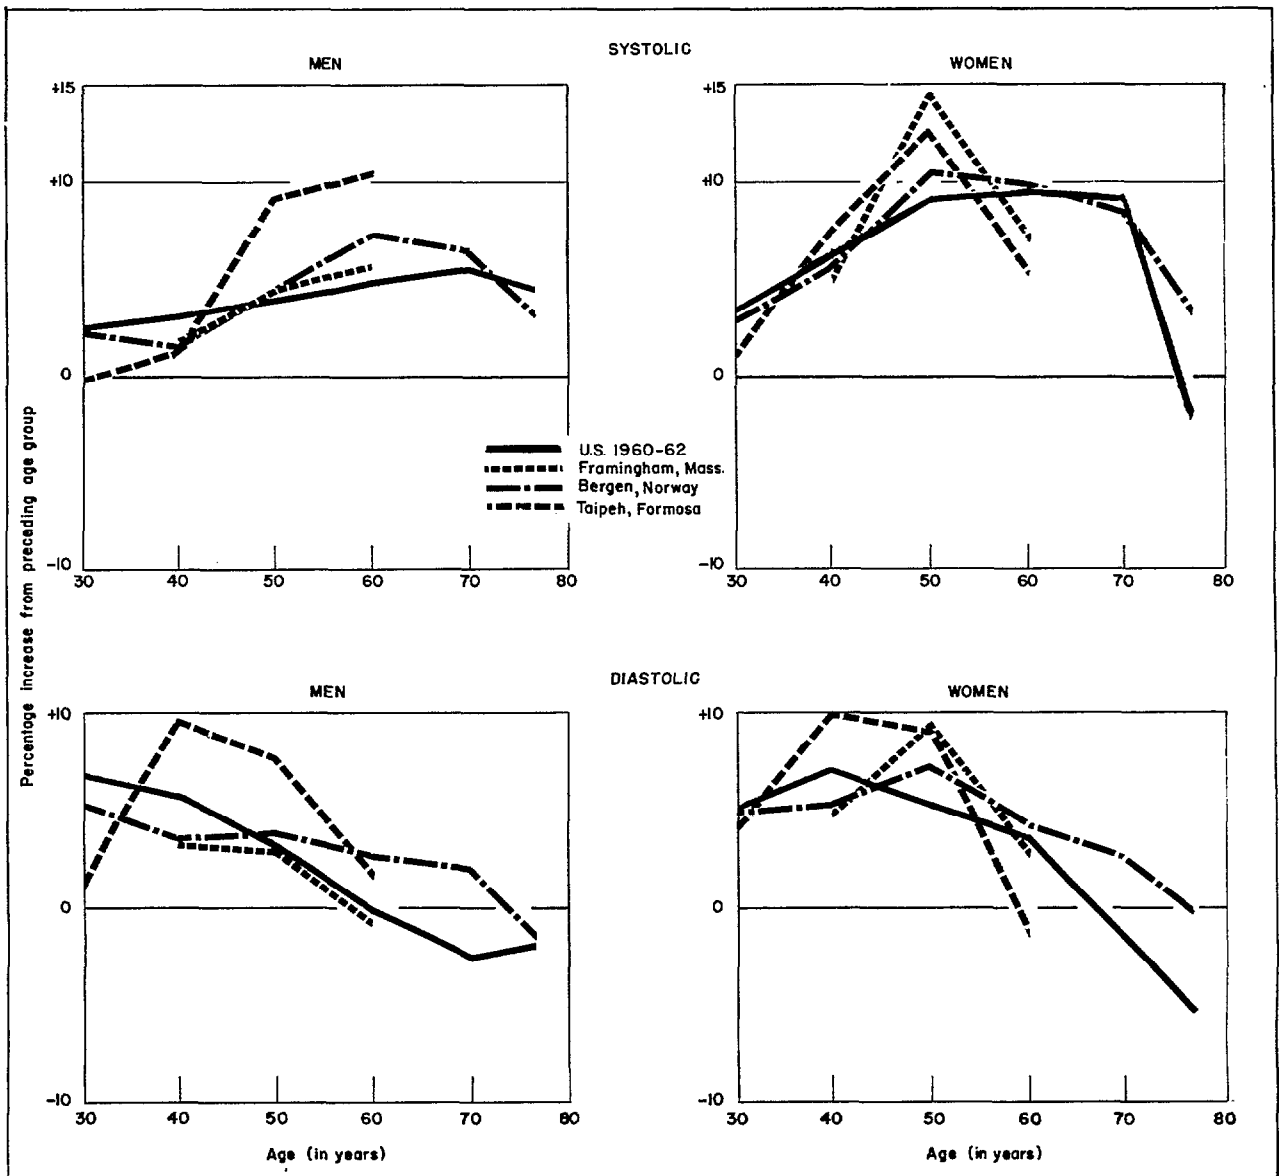 SYSTOLIC
MEN
WOMEN
+15
+10
0
-10
30 40 50 60 70 80
+15
+10
0
-10
30 40 50 60 70 80
U.S. 1960-62
Framingham, Mass.
Bergen, Norway
Taipeh, Formosa
Percentage increase from preceding age group
DIASTOLIC
MEN
WOMEN
+10
0
-10
30 40 50 60 70 80
Age (in years)
+10
0
-10
30 40 50 60 70 80
Age (in years)